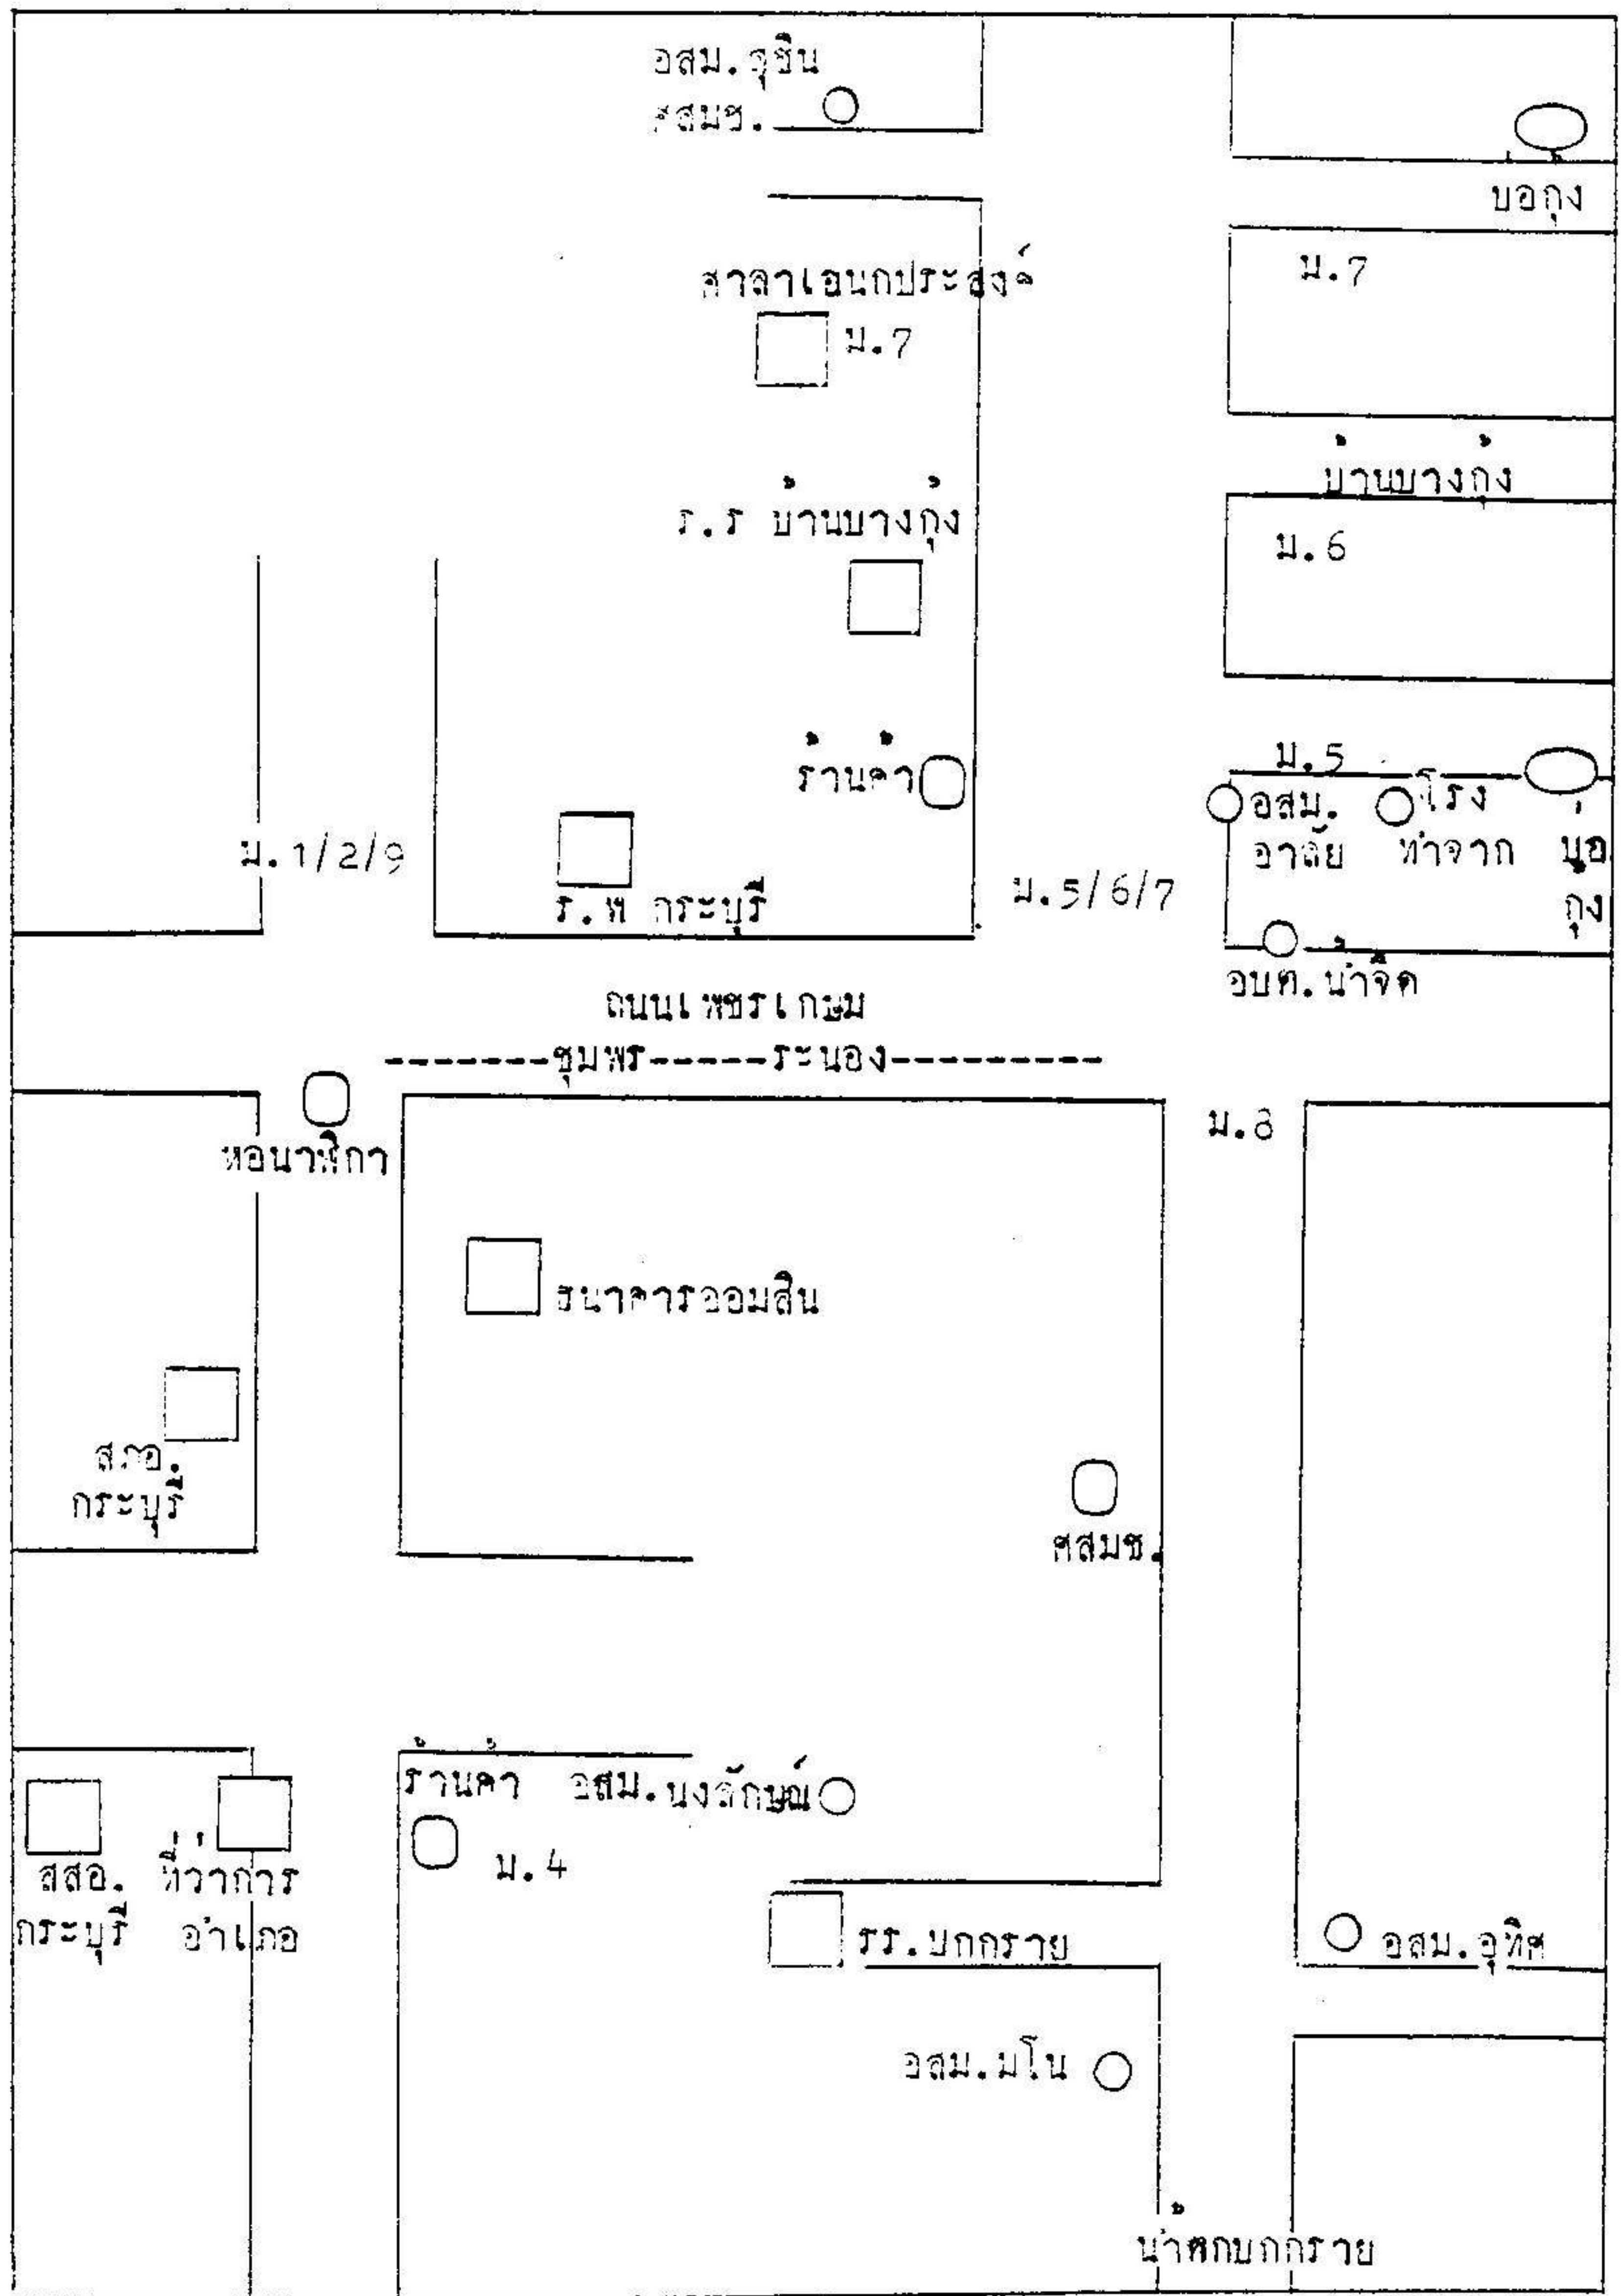 อสม.สุชิน
ศสมช.
บ่อกุ้ง
ศาลาเอนกประสงค์
ม.7
ม.7
บ้านบางกุ้ง
ร.ร บ้านบางกุ้ง
ม.6
ร้านค้า
ม.5
อสม.
อาลัย
โรง
ทำจาก
บ่อ
กุ้ง
ม.1/2/9
ร.พ กระบุรี
ม.5/6/7
อบต.น้ำจืด
ถนนเพชรเกษม
-------ชุมพร-----ระนอง---------
หอนาฬิกา
ม.8
ธนาคารออมสิน
สภอ.
กระบุรี
ศสมช.
ร้านค้า
อสม.นงลักษณ์
ม.4
สสอ.
กระบุรี
ที่ว่าการ
อำเภอ
รร.บกกราย
อสม.อุทิศ
อสม.มโน
น้ำตกบกกราย